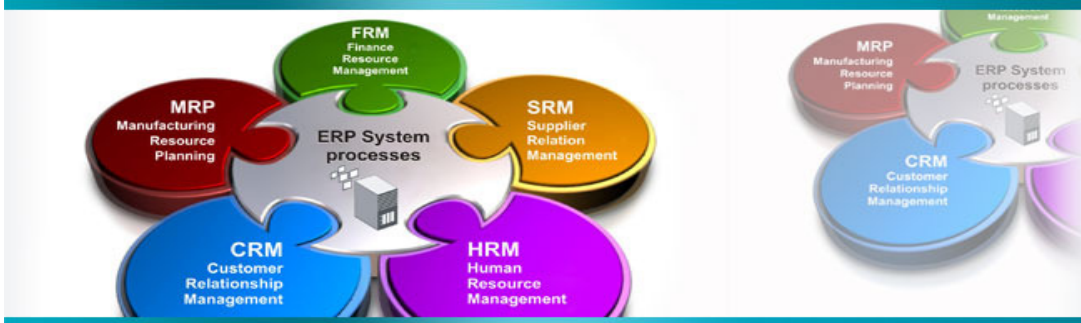 FRM
Finance
Resource
Management
MRP
Manufacturing
Resource
Planning
SRM
Supplier
Relation
Management
ERP System
processes
CRM
Customer
Relationship
Management
HRM
Human
Resource
Management
Management
MRP
Manufacturing
Resource
Planning
ERP System
processes
CRM
Customer
Relationship
Management